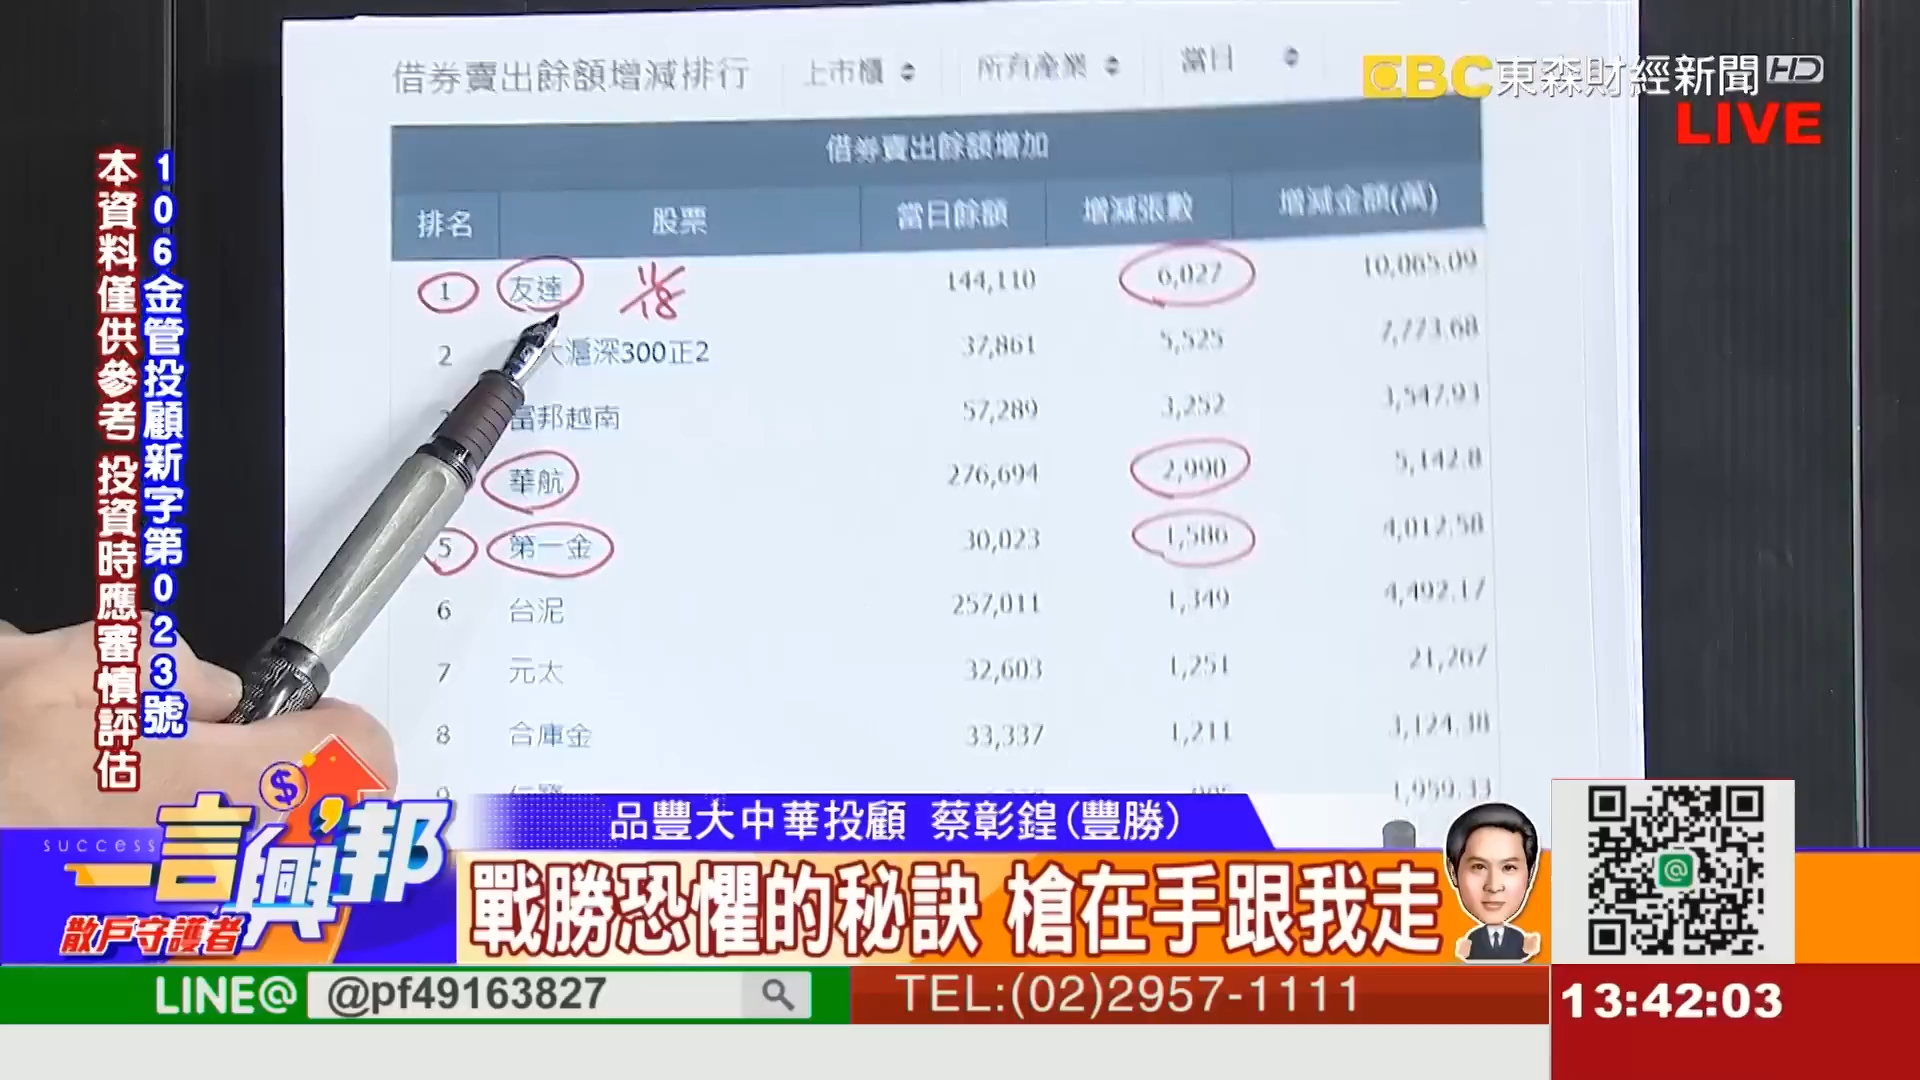 借券賣出餘額增減排行 上市櫃 所有產業 當日
EBC東森財經新聞HD
LIVE
106金管投顧新字第023號
本資料僅供參考 投資時應審慎評估
借券賣出餘額增加
排名 股票 當日餘額 增減張數 增減金額(萬)
1 友達 11/18 144,110 6,027 10,065.09
2 大滬深300正2 37,861 5,525 7,773.68
富邦越南 57,289 3,252 3,547.93
華航 276,694 2,990 5,142.8
5 第一金 30,023 1,586 4,012.58
6 台泥 257,011 1,349 4,492.17
7 元太 32,603 1,251 21,267
8 合庫金 33,337 1,211 3,124.38
1,959.33
success
一言興邦
散戶守護者
品豐大中華投顧 蔡彰鍠(豐勝)
戰勝恐懼的秘訣 槍在手跟我走
LINE@ @pf49163827 TEL:(02)2957-1111 13:42:03